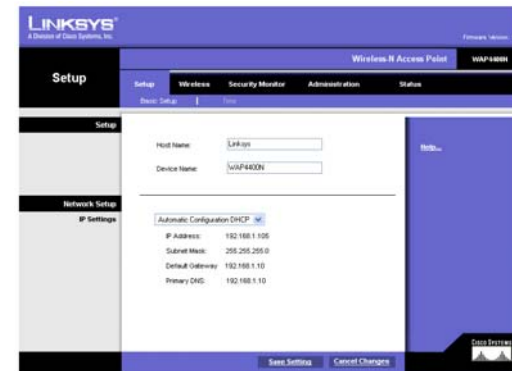 LINKSYS®
A Division of Cisco Systems, Inc.
Firmware Version:
Wireless-N Access Point
WAP4400N
Setup
Setup
Wireless
Security Monitor
Administration
Status
Basic Setup
Time
Setup
Host Name:
Linksys
Device Name:
WAP4400N
Help...
Network Setup
IP Settings
Automatic Configuration DHCP
IP Address: 192.168.1.105
Subnet Mask: 255.255.255.0
Default Gateway: 192.168.1.10
Primary DNS: 192.168.1.10
Save Setting
Cancel Changes
CISCO SYSTEMS